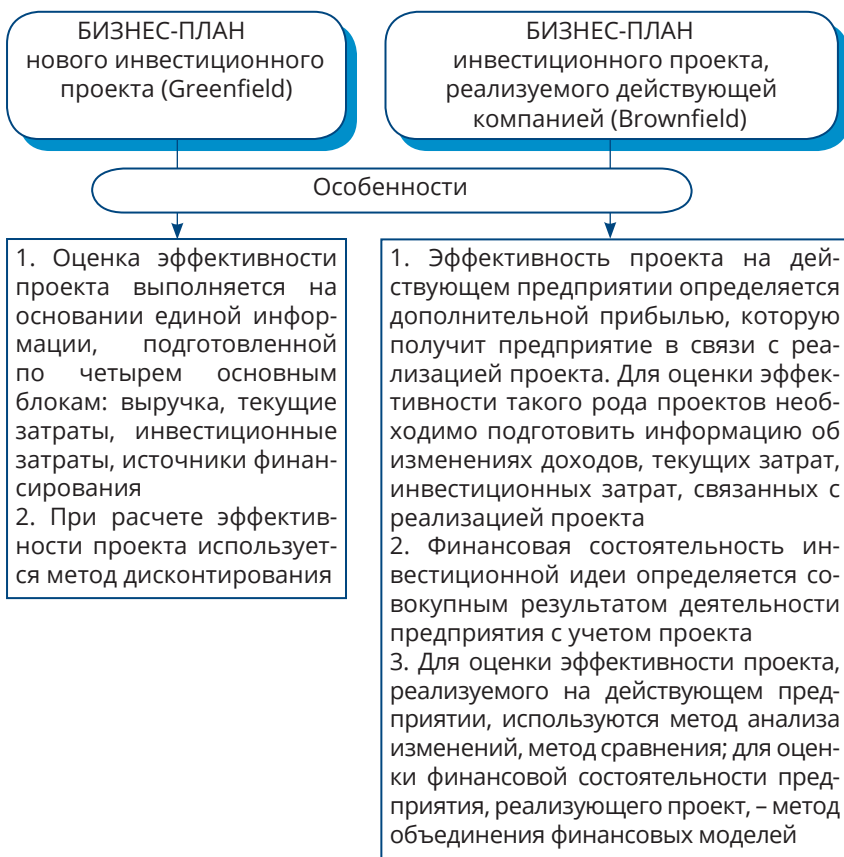 БИЗНЕС-ПЛАН
нового инвестиционного
проекта (Greenfield)
БИЗНЕС-ПЛАН
инвестиционного проекта,
реализуемого действующей
компанией (Brownfield)
Особенности
1. Оценка эффективности
проекта выполняется на
основании единой инфор-
мации, подготовленной
по четырем основным
блокам: выручка, текущие
затраты, инвестиционные
затраты, источники финан-
сирования
2. При расчете эффектив-
ности проекта использует-
ся метод дисконтирования
1. Эффективность проекта на дей-
ствующем предприятии определяется
дополнительной прибылью, которую
получит предприятие в связи с реа-
лизацией проекта. Для оценки эффек-
тивности такого рода проектов необ-
ходимо подготовить информацию об
изменениях доходов, текущих затрат,
инвестиционных затрат, связанных с
реализацией проекта
2. Финансовая состоятельность ин-
вестиционной идеи определяется со-
вокупным результатом деятельности
предприятия с учетом проекта
3. Для оценки эффективности проекта,
реализуемого на действующем пред-
приятии, используются метод анализа
изменений, метод сравнения; для оцен-
ки финансовой состоятельности пред-
приятия, реализующего проект, – метод
объединения финансовых моделей